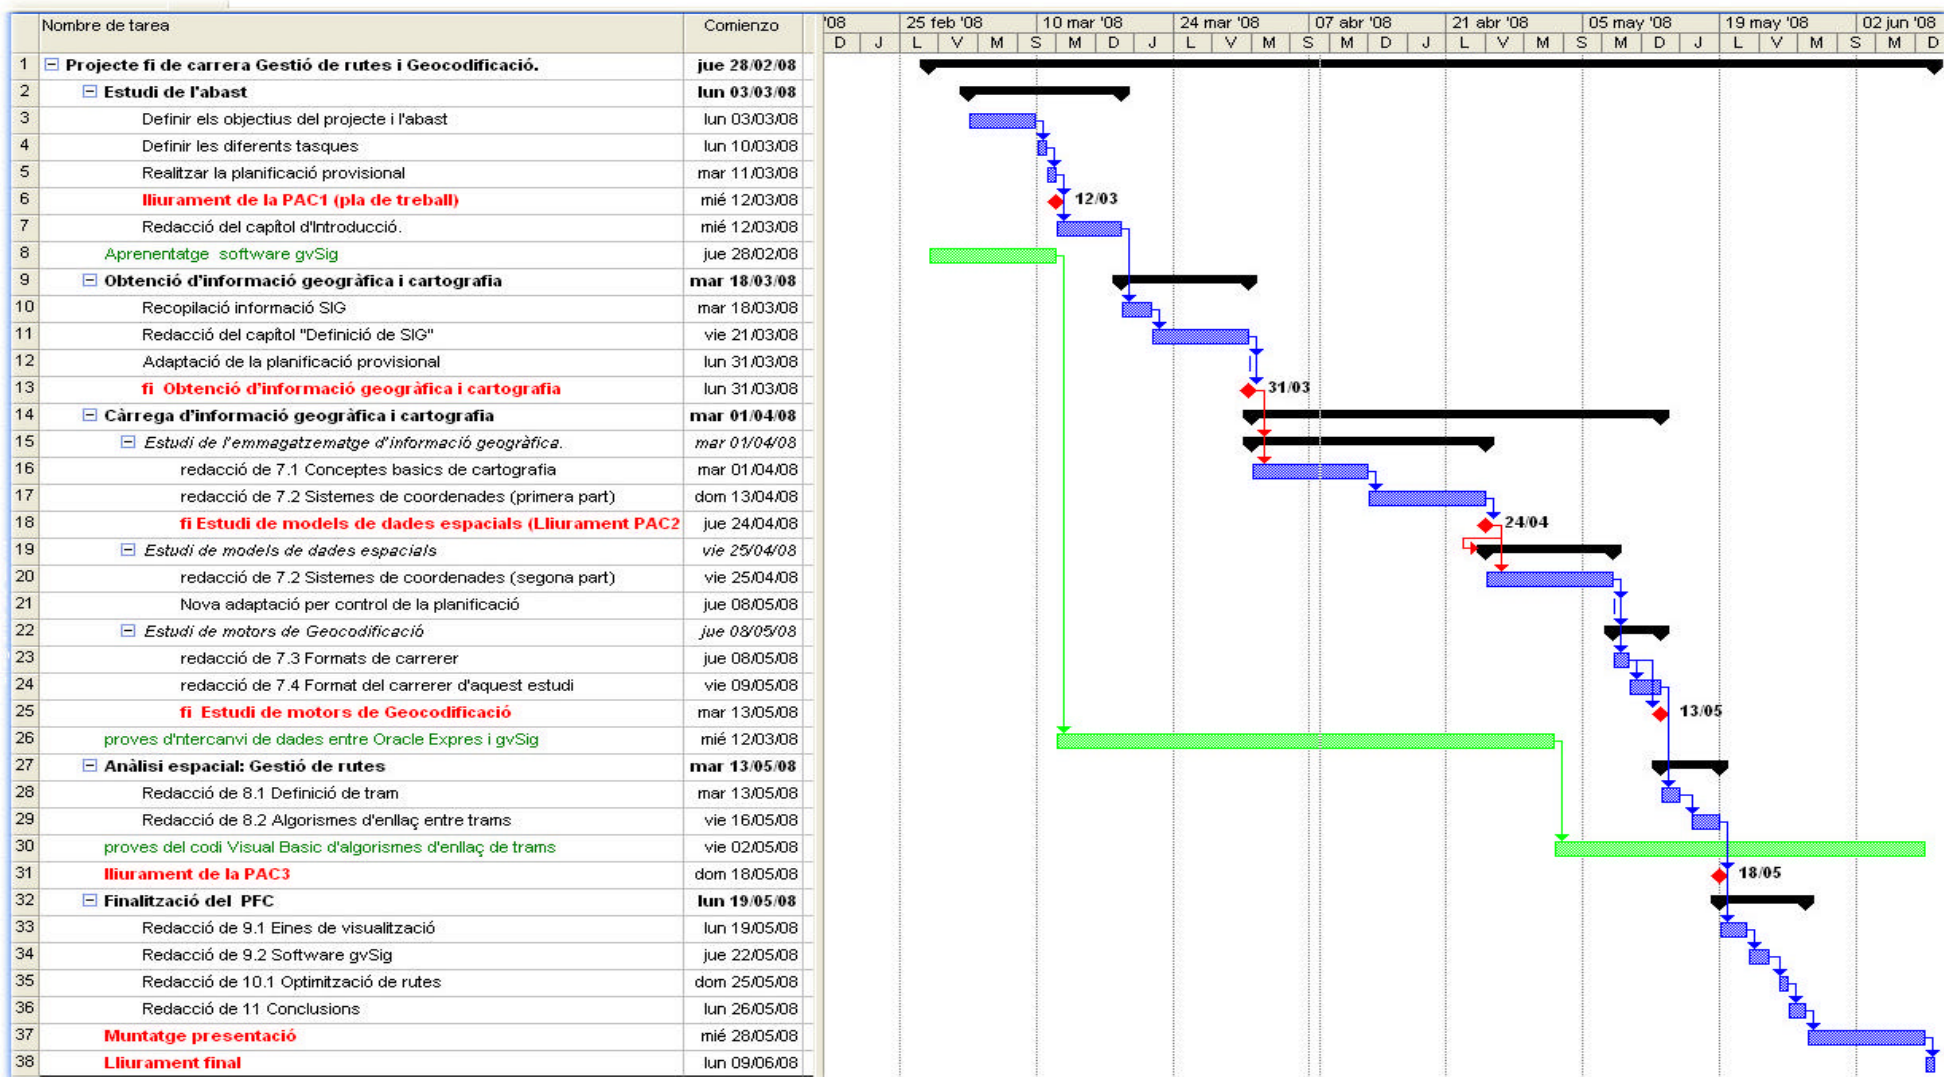 Nombre de tarea Comienzo '08 25 feb '08 10 mar '08 24 mar '08 07 abr '08 21 abr '08 05 may '08 19 may '08 02 jun '08
D J L V M S M D J L V M S M D J L V M S M D J L V M S M D
1 Projecte fi de carrera Gestió de rutes i Geocodificació. jue 28/02/08
2 Estudi de l'abast lun 03/03/08
3 Definir els objectius del projecte i l'abast lun 03/03/08
4 Definir les diferents tasques lun 10/03/08
5 Realitzar la planificació provisional mar 11/03/08
6 lliurament de la PAC1 (pla de treball) mié 12/03/08 12/03
7 Redacció del capítol d'Introducció. mié 12/03/08
8 Aprenentatge software gvSig jue 28/02/08
9 Obtenció d'informació geogràfica i cartografia mar 18/03/08
10 Recopilació informació SIG mar 18/03/08
11 Redacció del capítol "Definició de SIG" vie 21/03/08
12 Adaptació de la planificació provisional lun 31/03/08
13 fi Obtenció d'informació geogràfica i cartografia lun 31/03/08 31/03
14 Càrrega d'informació geogràfica i cartografia mar 01/04/08
15 Estudi de l'emmagatzematge d'informació geogràfica. mar 01/04/08
16 redacció de 7.1 Conceptes basics de cartografia mar 01/04/08
17 redacció de 7.2 Sistemes de coordenades (primera part) dom 13/04/08
18 fi Estudi de models de dades espacials (Lliurament PAC2 jue 24/04/08 24/04
19 Estudi de models de dades espacials vie 25/04/08
20 redacció de 7.2 Sistemes de coordenades (segona part) vie 25/04/08
21 Nova adaptació per control de la planificació jue 08/05/08
22 Estudi de motors de Geocodificació jue 08/05/08
23 redacció de 7.3 Formats de carrerer jue 08/05/08
24 redacció de 7.4 Format del carrerer d'aquest estudi vie 09/05/08
25 fi Estudi de motors de Geocodificació mar 13/05/08 13/05
26 proves d'ntercanvi de dades entre Oracle Expres i gvSig mié 12/03/08
27 Anàlisi espacial: Gestió de rutes mar 13/05/08
28 Redacció de 8.1 Definició de tram mar 13/05/08
29 Redacció de 8.2 Algorismes d'enllaç entre trams vie 16/05/08
30 proves del codi Visual Basic d'algorismes d'enllaç de trams vie 02/05/08
31 lliurament de la PAC3 dom 18/05/08 18/05
32 Finalització del PFC lun 19/05/08
33 Redacció de 9.1 Eines de visualització lun 19/05/08
34 Redacció de 9.2 Software gvSig jue 22/05/08
35 Redacció de 10.1 Optimització de rutes dom 25/05/08
36 Redacció de 11 Conclusions lun 26/05/08
37 Muntatge presentació mié 28/05/08
38 Lliurament final lun 09/06/08